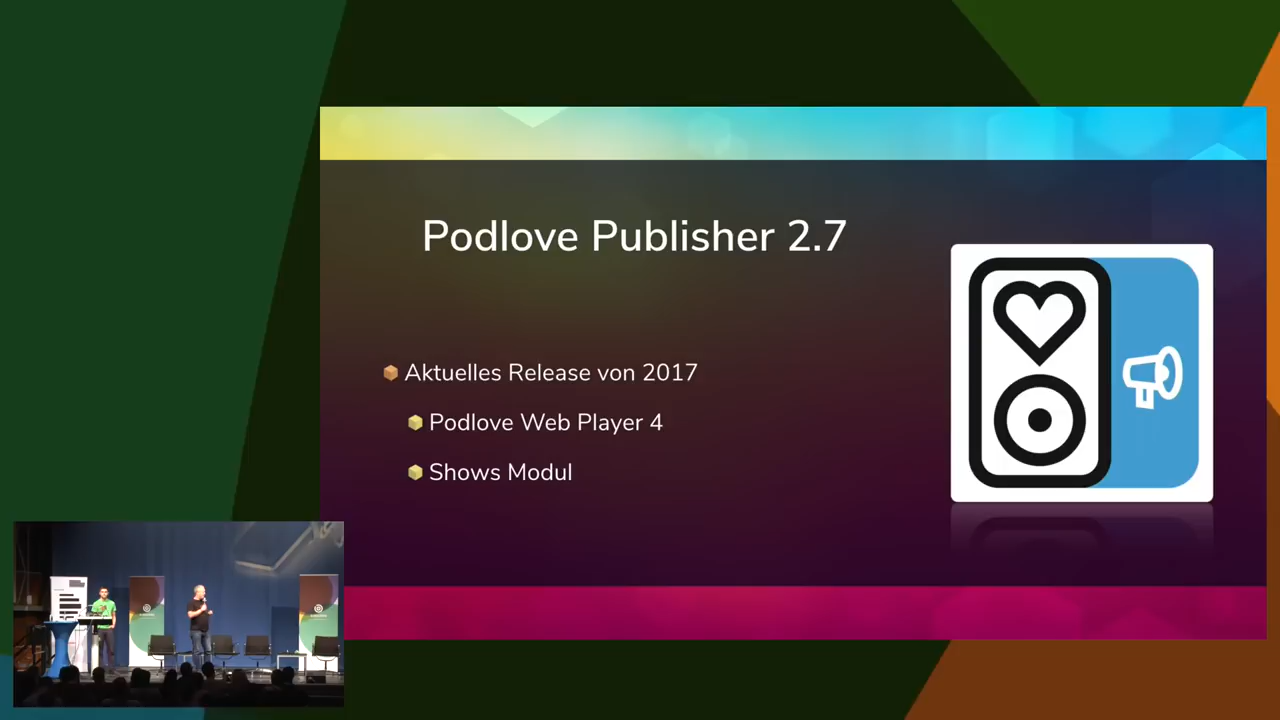 Podlove Publisher 2.7
Aktuelles Release von 2017
Podlove Web Player 4
Shows Modul